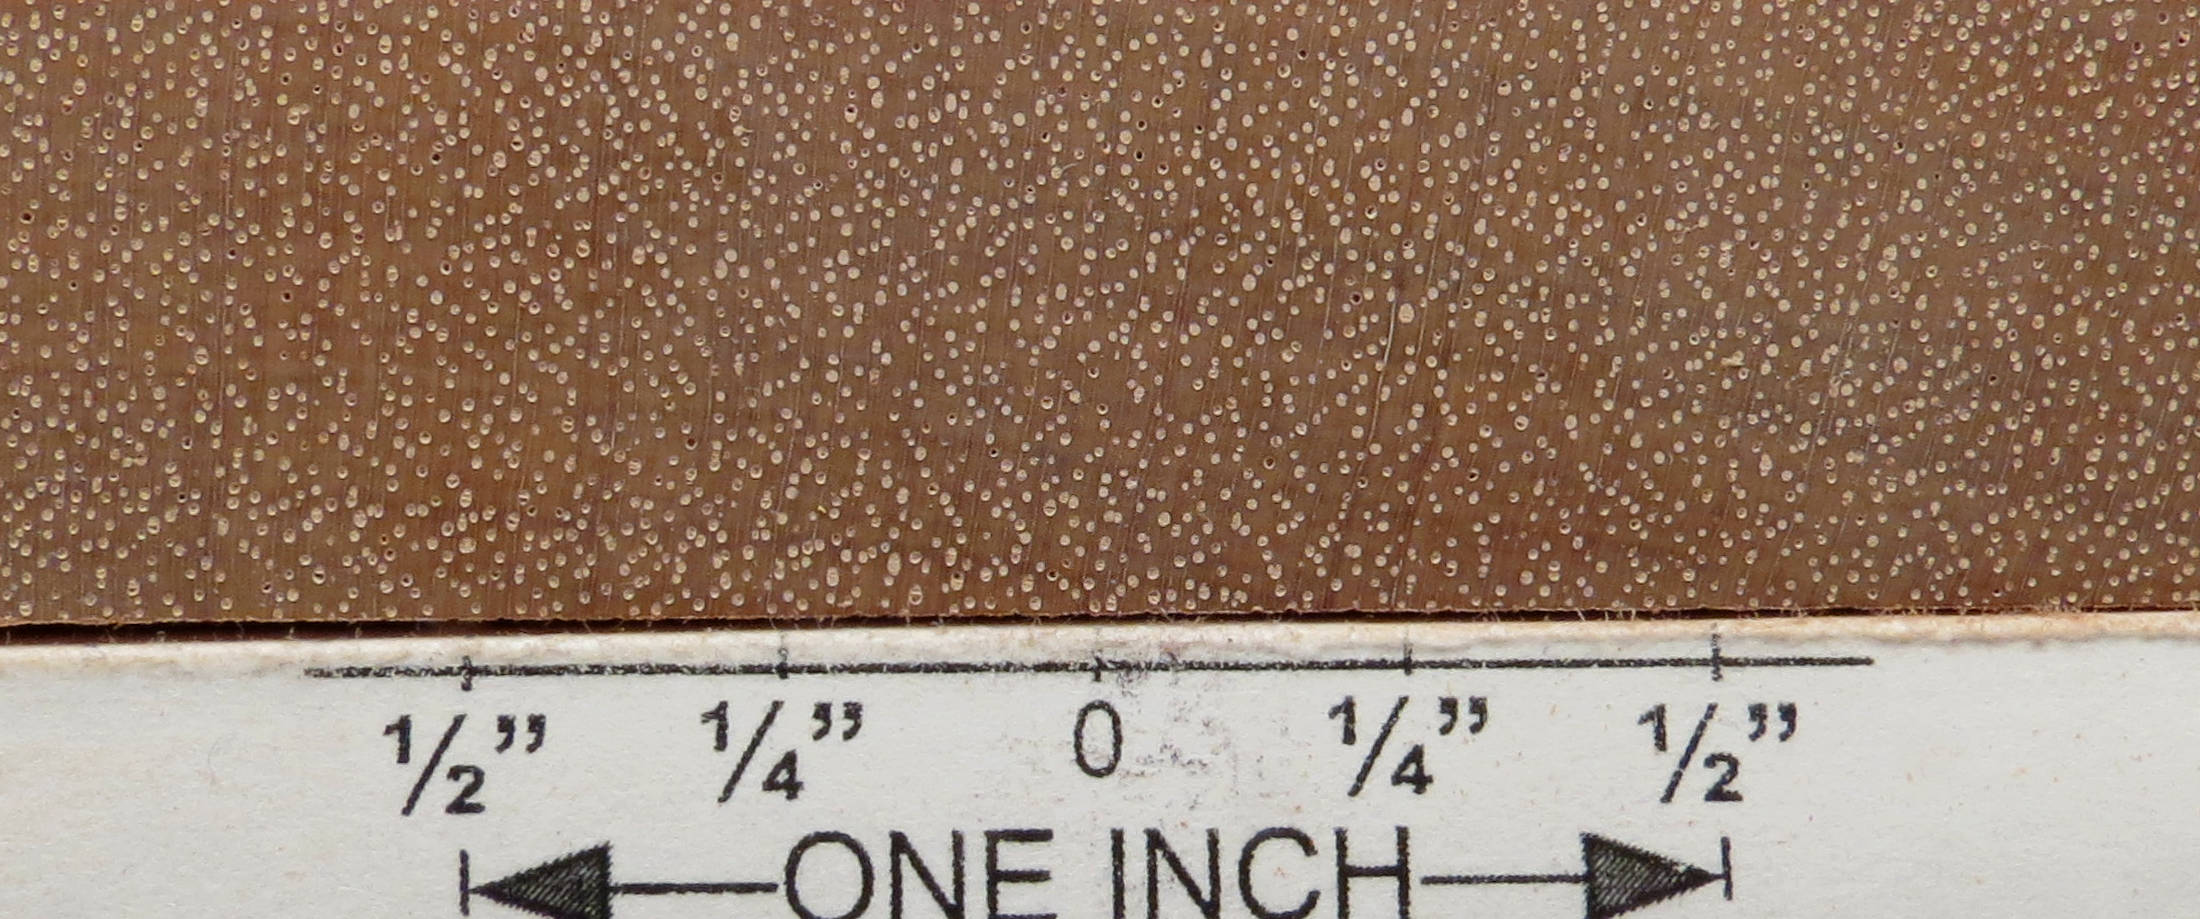 1/2” 1/4” 0 1/4” 1/2”
ONE INCH